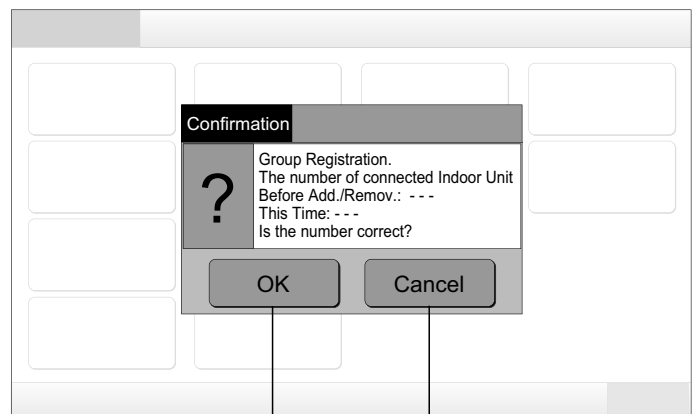 Confirmation
?
Group Registration.
The number of connected Indoor Unit
Before Add./Remov.: - - -
This Time: - - -
Is the number correct?
OK
Cancel